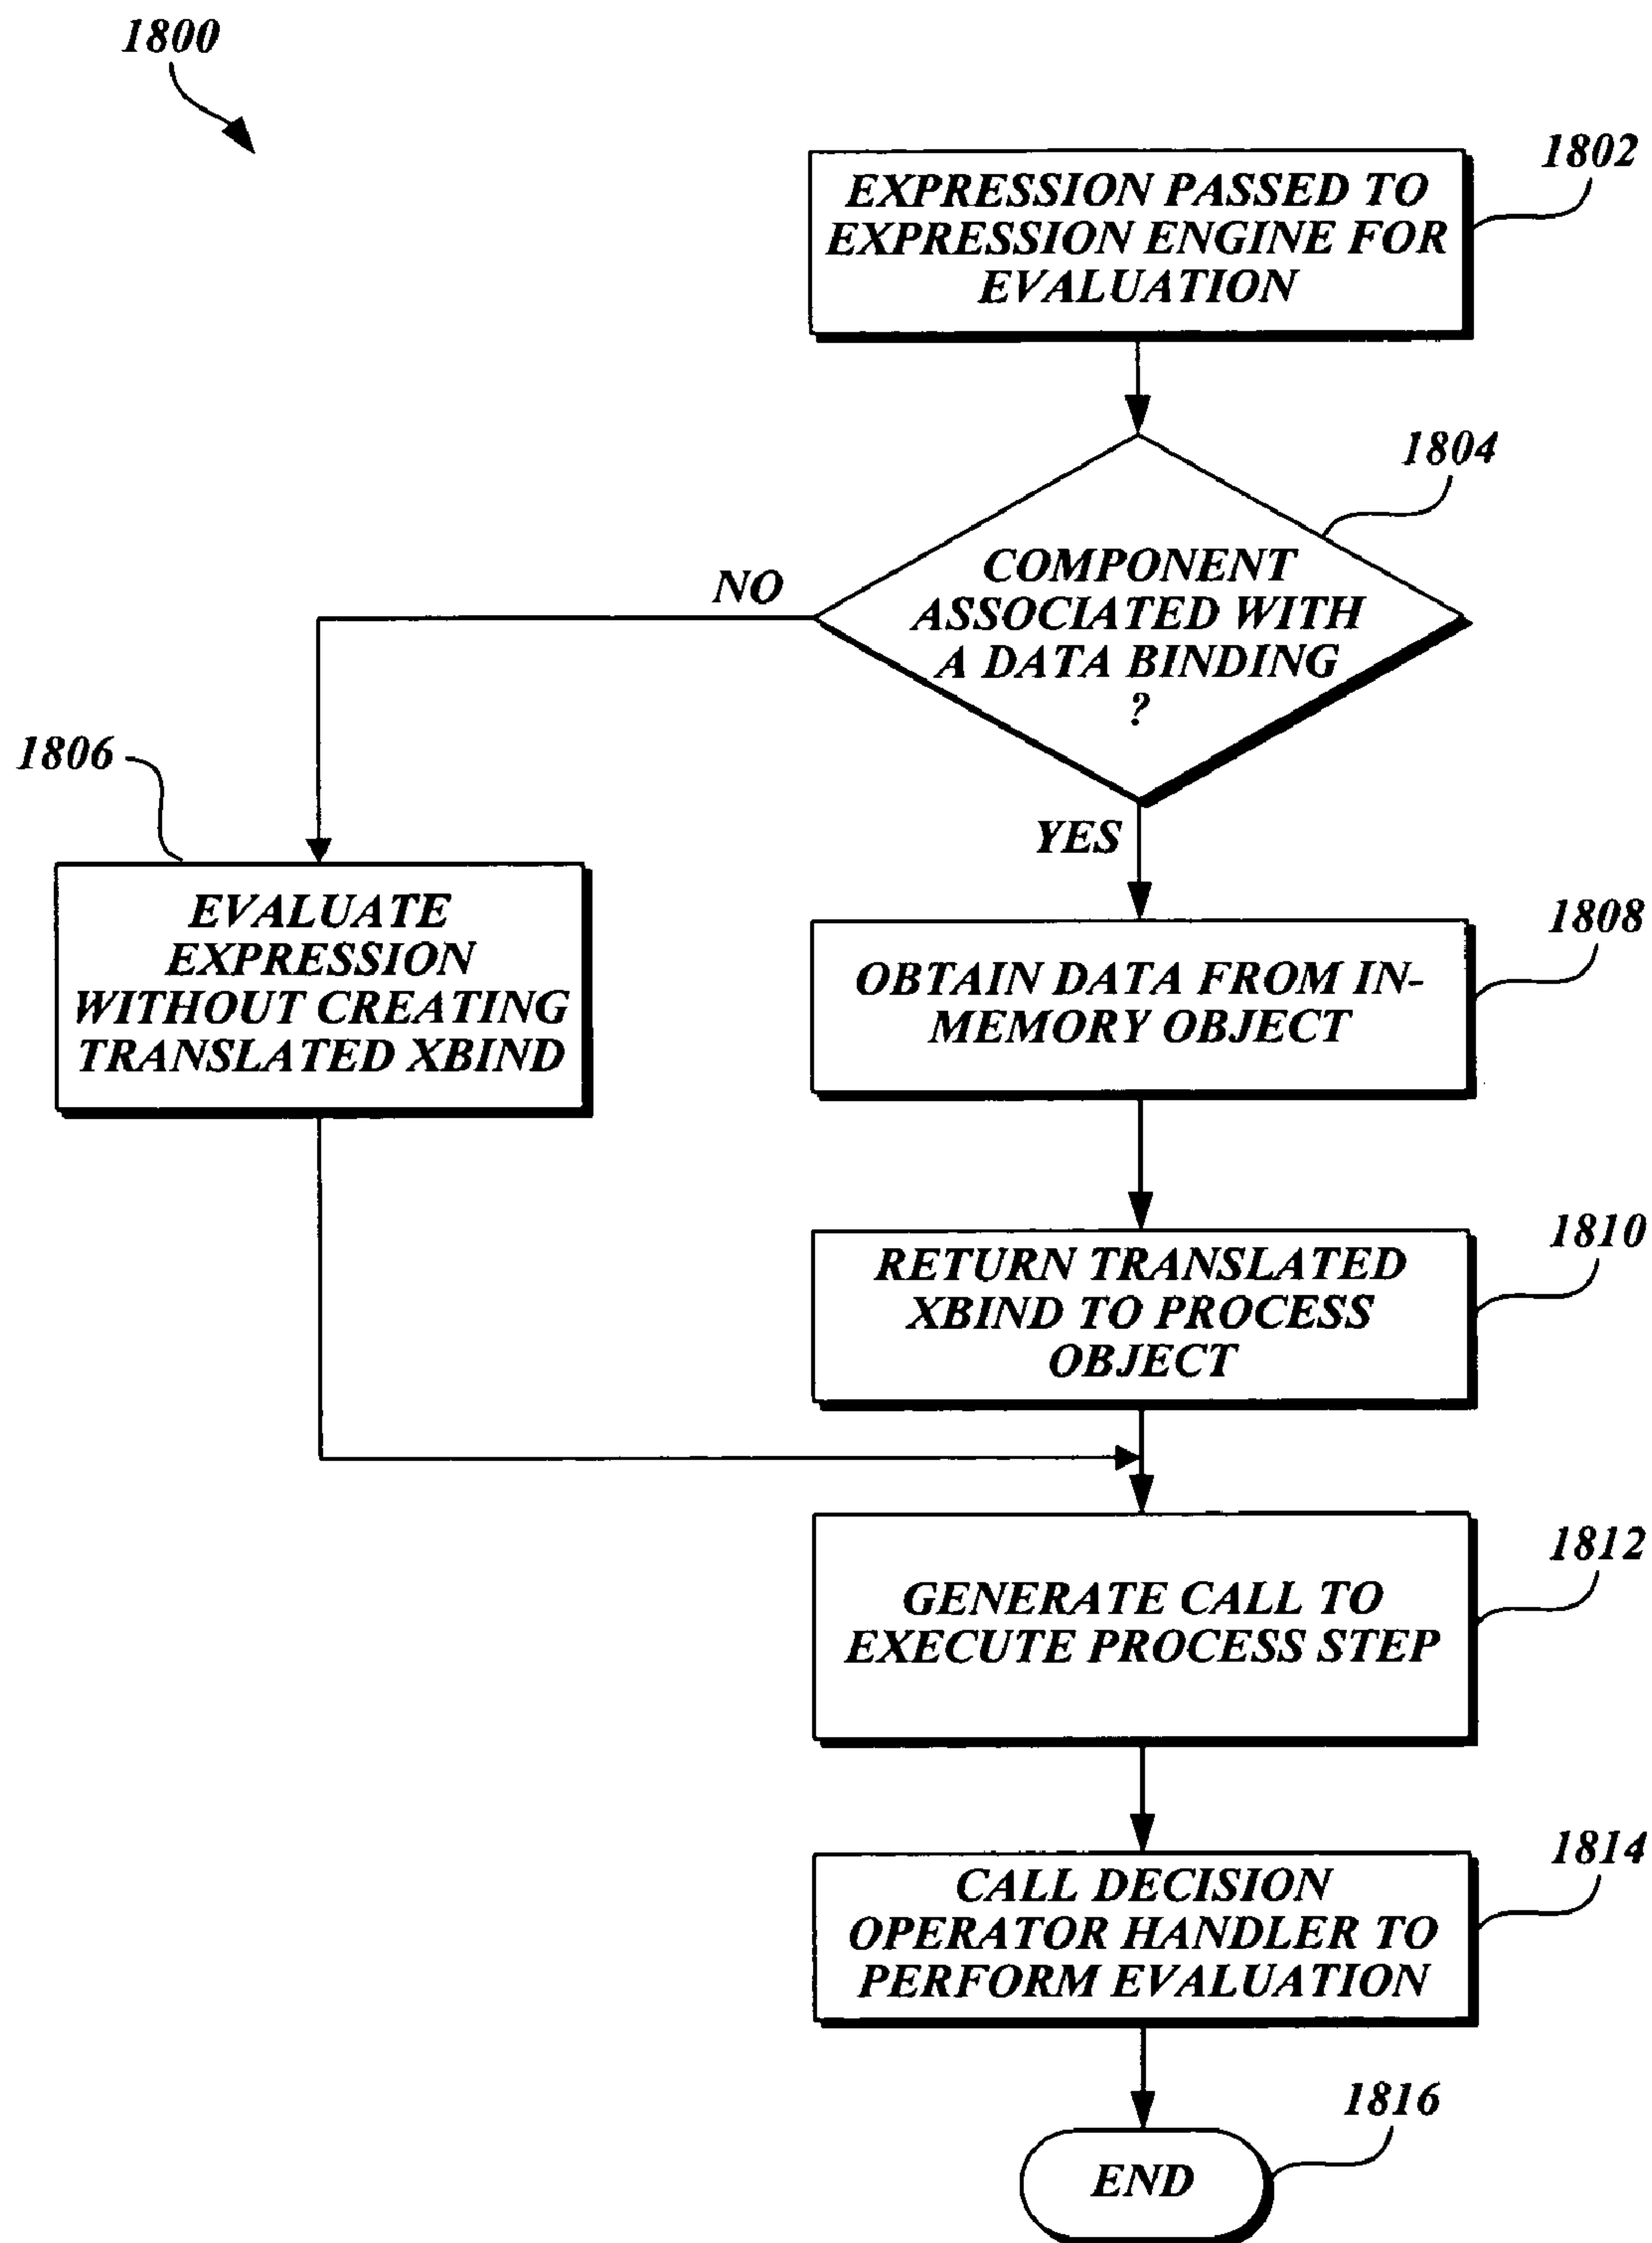 1800
1802
EXPRESSION PASSED TO
EXPRESSION ENGINE FOR
EVALUATION
1804
COMPONENT
ASSOCIATED WITH
A DATA BINDING
?
NO
YES
1806
EVALUATE
EXPRESSION
WITHOUT CREATING
TRANSLATED XBIND
1808
OBTAIN DATA FROM IN-
MEMORY OBJECT
1810
RETURN TRANSLATED
XBIND TO PROCESS
OBJECT
1812
GENERATE CALL TO
EXECUTE PROCESS STEP
1814
CALL DECISION
OPERATOR HANDLER TO
PERFORM EVALUATION
1816
END